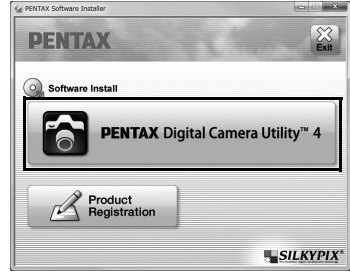 PENTAX Software Installer
PENTAX
Exit
Software Install
PENTAX Digital Camera Utility™ 4
Product
Registration
SILKYPIX®